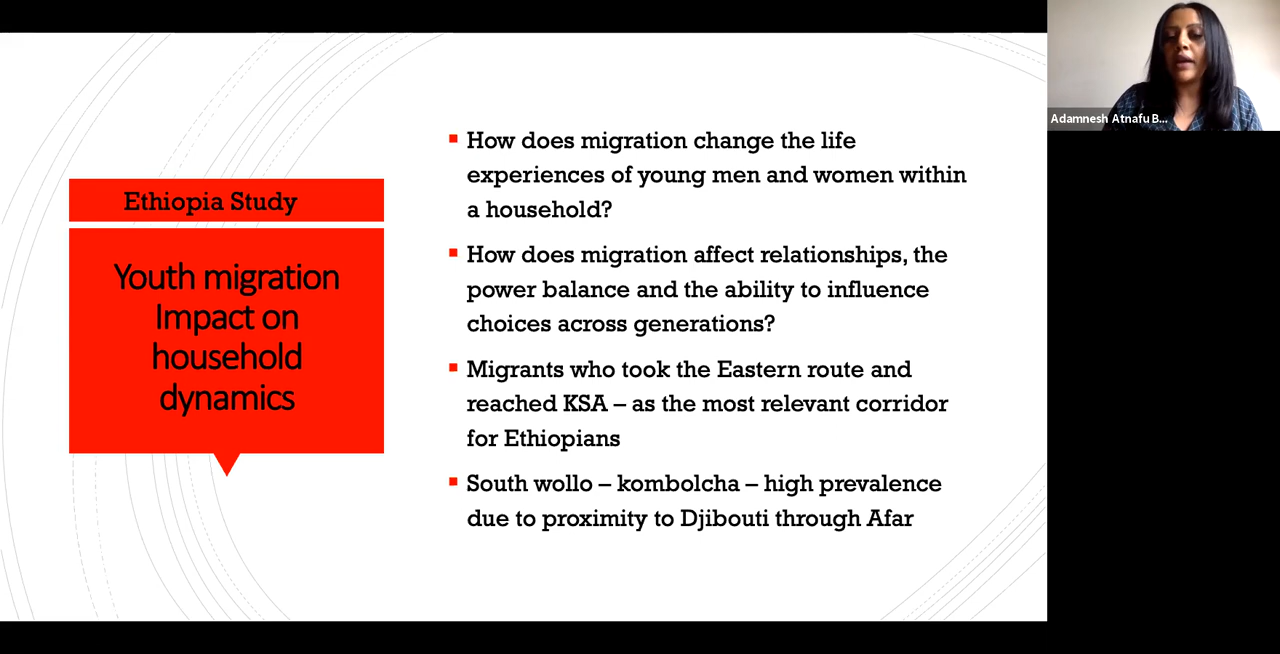 Ethiopia Study
Youth migration
Impact on
household
dynamics
How does migration change the life
experiences of young men and women within
a household?
How does migration affect relationships, the
power balance and the ability to influence
choices across generations?
Migrants who took the Eastern route and
reached KSA – as the most relevant corridor
for Ethiopians
South wollo – kombolcha – high prevalence
due to proximity to Djibouti through Afar
Adamnesh Atnafu B...